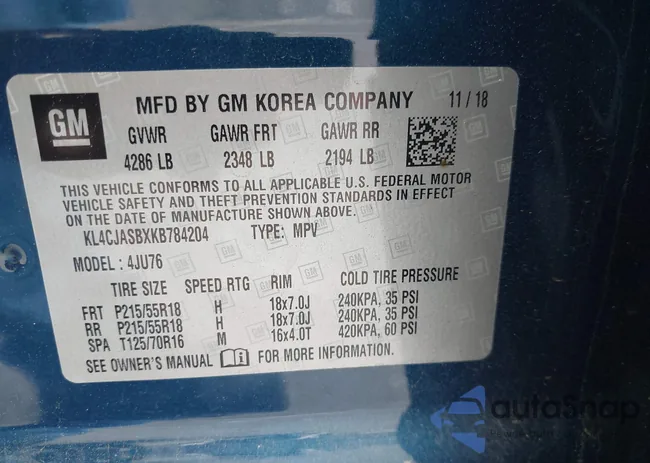 GM
MFD BY GM KOREA COMPANY 11 / 18
GVWR GAWR FRT GAWR RR
4286 LB 2348 LB 2194 LB
THIS VEHICLE CONFORMS TO ALL APPLICABLE U.S. FEDERAL MOTOR
VEHICLE SAFETY AND THEFT PREVENTION STANDARDS IN EFFECT
ON THE DATE OF MANUFACTURE SHOWN ABOVE.
KL4CJASBXKB784204 TYPE: MPV
MODEL : 4JU76
TIRE SIZE SPEED RTG RIM COLD TIRE PRESSURE
FRT P215/55R18 H 18x7.0J 240KPA, 35 PSI
RR P215/55R18 H 18x7.0J 240KPA, 35 PSI
SPA T125/70R16 M 16x4.0T 420KPA, 60 PSI
SEE OWNER'S MANUAL FOR MORE INFORMATION.
autoSnap